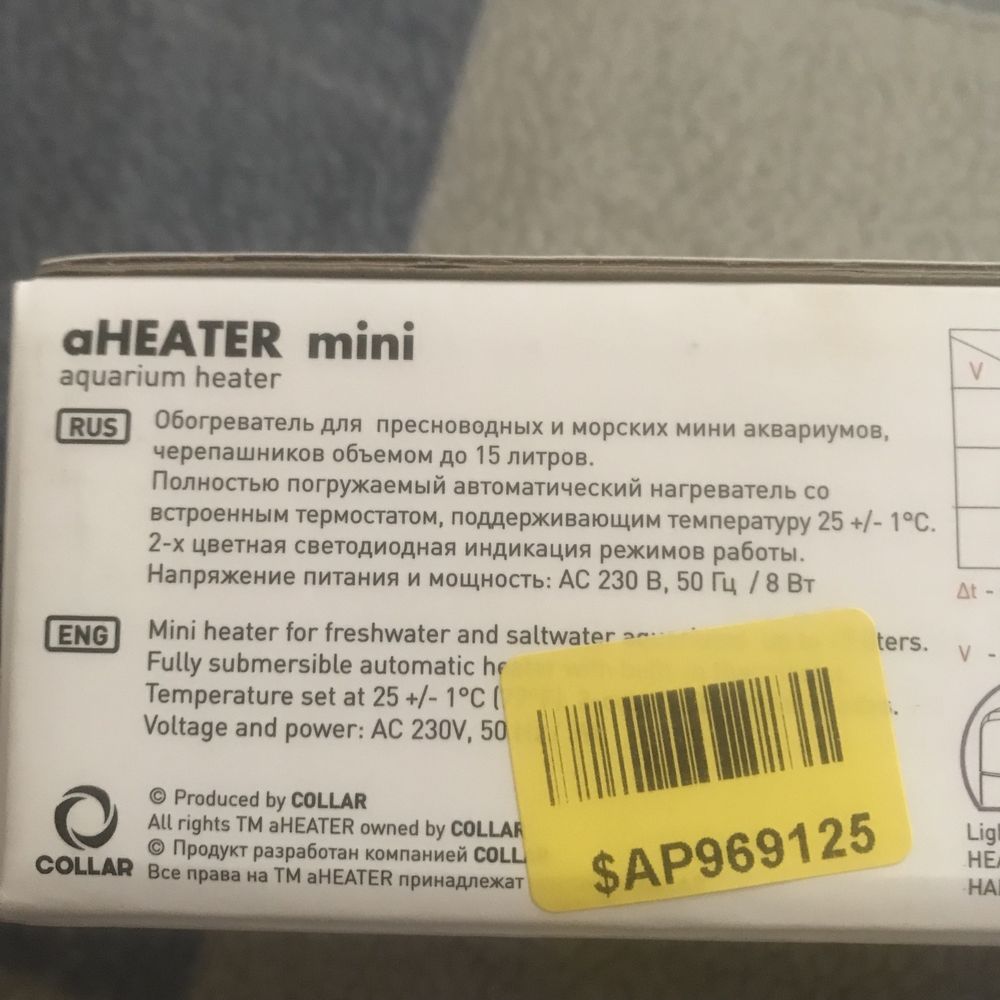 aHEATER mini
aquarium heater
RUS
Обогреватель для пресноводных и морских мини аквариумов,
черепашников объемом до 15 литров.
Полностью погружаемый автоматический нагреватель со
встроенным термостатом, поддерживающим температуру 25 +/- 1°C.
2-х цветная светодиодная индикация режимов работы.
Напряжение питания и мощность: AC 230 В, 50 Гц / 8 Вт
ENG
Mini heater for freshwater and saltwater
Fully submersible automatic
Temperature set at 25 +/- 1°C
Voltage and power: AC 230V, 50
© Produced by COLLAR
All rights TM aHEATER owned by COLLAR
© Продукт разработан компанией
Все права на ТМ aHEATER принадлежат
COLLAR
$AP969125
V
Δt -
V -